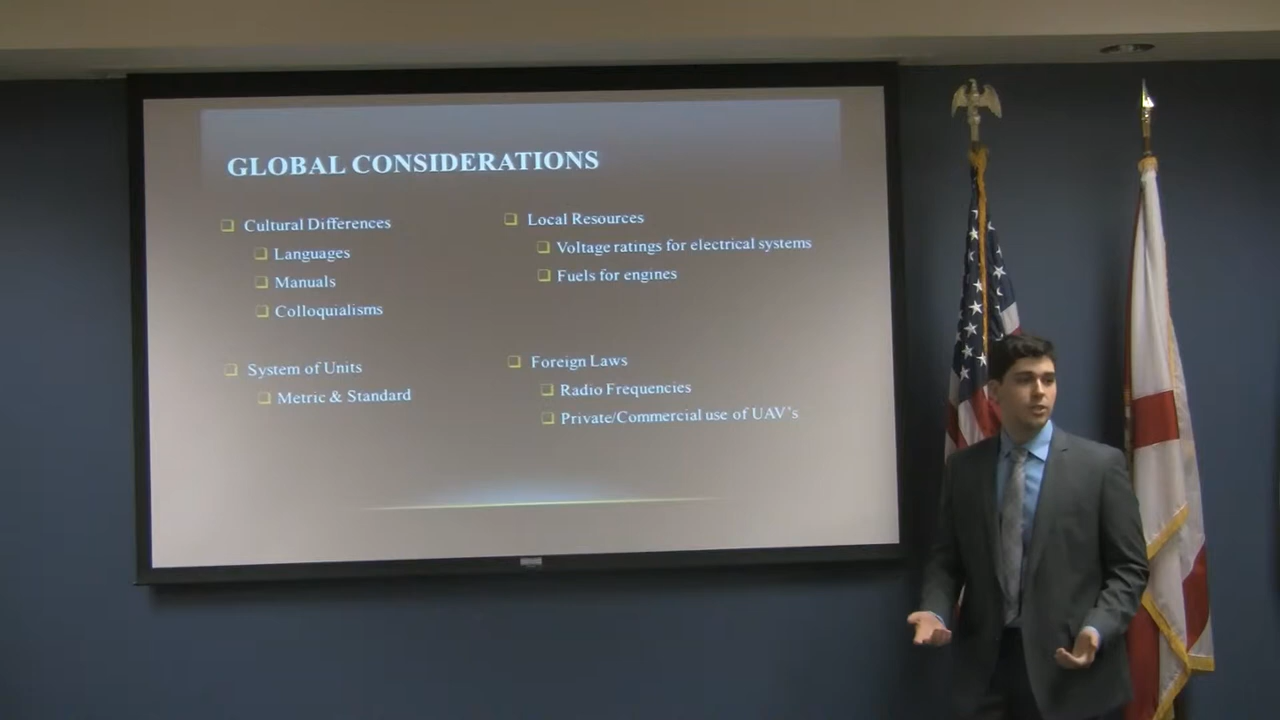 GLOBAL CONSIDERATIONS
Cultural Differences
Languages
Manuals
Colloquialisms
System of Units
Metric & Standard
Local Resources
Voltage ratings for electrical systems
Fuels for engines
Foreign Laws
Radio Frequencies
Private/Commercial use of UAV's